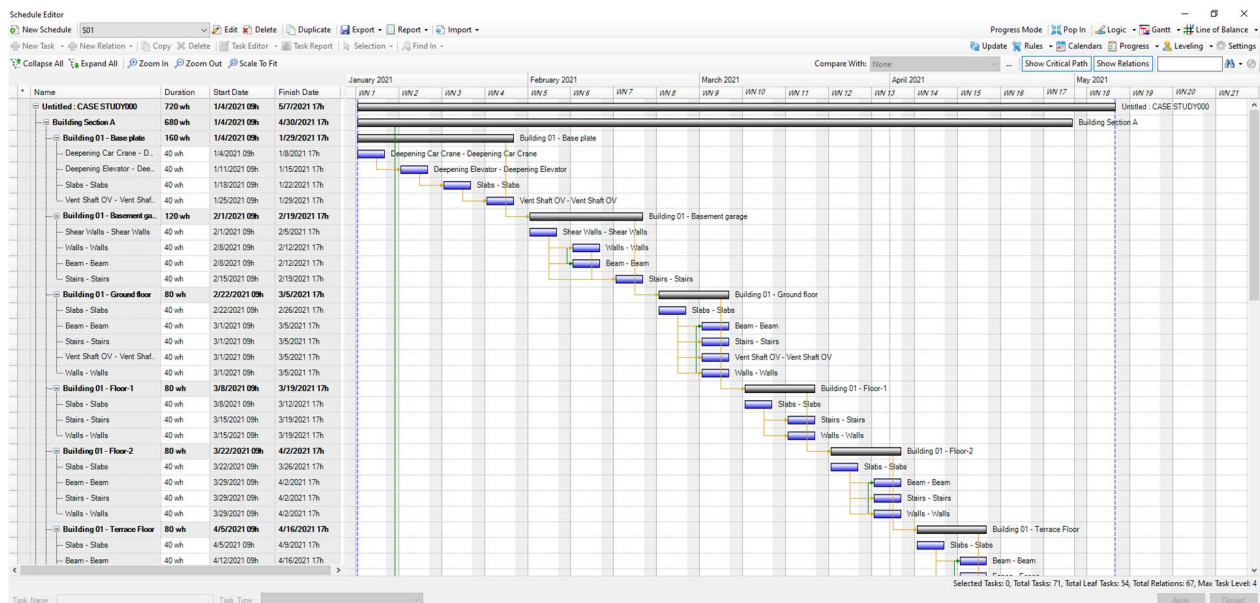 Schedule Editor
New Schedule S01 Edit Delete Duplicate Export Report Import Progress Mode Pop In Logic Gantt Line of Balance
New Task New Relation Copy Delete Task Editor Task Report Selection Find In Update Rules Calendars Progress Leveling Settings
Collapse All Expand All Zoom In Zoom Out Scale To Fit Compare With: None ... Show Critical Path Show Relations
January 2021 February 2021 March 2021 April 2021 May 2021
* Name Duration Start Date Finish Date WN 1 WN 2 WN 3 WN 4 WN 5 WN 6 WN 7 WN 8 WN 9 WN 10 WN 11 WN 12 WN 13 WN 14 WN 15 WN 16 WN 17 WN 18 WN 19 WN20 WN 21
Untitled : CASE STUDY000 720 wh 1/4/2021 09h 5/7/2021 17h Untitled : CASE STUDY000
Building Section A 680 wh 1/4/2021 09h 4/30/2021 17h Building Section A
Building 01 - Base plate 160 wh 1/4/2021 09h 1/29/2021 17h Building 01 - Base plate
Deepening Car Crane - D... 40 wh 1/4/2021 09h 1/8/2021 17h Deepening Car Crane - Deepening Car Crane
Deepening Elevator - Dee... 40 wh 1/11/2021 09h 1/15/2021 17h Deepening Elevator - Deepening Elevator
Slabs - Slabs 40 wh 1/18/2021 09h 1/22/2021 17h Slabs - Slabs
Vent Shaft OV - Vent Shaf... 40 wh 1/25/2021 09h 1/29/2021 17h Vent Shaft OV - Vent Shaft OV
Building 01 - Basement ga... 120 wh 2/1/2021 09h 2/19/2021 17h Building 01 - Basement garage
Shear Walls - Shear Walls 40 wh 2/1/2021 09h 2/5/2021 17h Shear Walls - Shear Walls
Walls - Walls 40 wh 2/8/2021 09h 2/12/2021 17h Walls - Walls
Beam - Beam 40 wh 2/8/2021 09h 2/12/2021 17h Beam - Beam
Stairs - Stairs 40 wh 2/15/2021 09h 2/19/2021 17h Stairs - Stairs
Building 01 - Ground floor 80 wh 2/22/2021 09h 3/5/2021 17h Building 01 - Ground floor
Slabs - Slabs 40 wh 2/22/2021 09h 2/26/2021 17h Slabs - Slabs
Beam - Beam 40 wh 3/1/2021 09h 3/5/2021 17h Beam - Beam
Stairs - Stairs 40 wh 3/1/2021 09h 3/5/2021 17h Stairs - Stairs
Vent Shaft OV - Vent Shaf... 40 wh 3/1/2021 09h 3/5/2021 17h Vent Shaft OV - Vent Shaft OV
Walls - Walls 40 wh 3/1/2021 09h 3/5/2021 17h Walls - Walls
Building 01 - Floor-1 80 wh 3/8/2021 09h 3/19/2021 17h Building 01 - Floor-1
Slabs - Slabs 40 wh 3/8/2021 09h 3/12/2021 17h Slabs - Slabs
Stairs - Stairs 40 wh 3/15/2021 09h 3/19/2021 17h Stairs - Stairs
Walls - Walls 40 wh 3/15/2021 09h 3/19/2021 17h Walls - Walls
Building 01 - Floor-2 80 wh 3/22/2021 09h 4/2/2021 17h Building 01 - Floor-2
Slabs - Slabs 40 wh 3/22/2021 09h 3/26/2021 17h Slabs - Slabs
Beam - Beam 40 wh 3/29/2021 09h 4/2/2021 17h Beam - Beam
Stairs - Stairs 40 wh 3/29/2021 09h 4/2/2021 17h Stairs - Stairs
Walls - Walls 40 wh 3/29/2021 09h 4/2/2021 17h Walls - Walls
Building 01 - Terrace Floor 80 wh 4/5/2021 09h 4/16/2021 17h Building 01 - Terrace Floor
Slabs - Slabs 40 wh 4/5/2021 09h 4/9/2021 17h Slabs - Slabs
Beam - Beam 40 wh 4/12/2021 09h 4/16/2021 17h Beam - Beam
Selected Tasks: 0, Total Tasks: 71, Total Leaf Tasks: 54, Total Relations: 67, Max Task Level: 4
Task Name: Task Type: Apply Discard